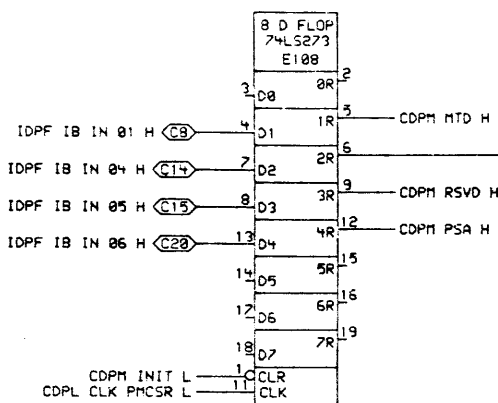 8 D FLOP
74LS273
E108
0R 2
3 D0
1R 5 CDPM MTD H
IDPF IB IN 01 H C8 4 D1
2R 6
IDPF IB IN 04 H C14 7 D2
3R 9 CDPM RSVD H
IDPF IB IN 05 H C15 8 D3
4R 12 CDPM PSA H
IDPF IB IN 06 H C20 13 D4
5R 15
14 D5
6R 16
17 D6
7R 19
18 D7
CDPM INIT L 1 CLR
CDPL CLK PMCSR L 11 CLK